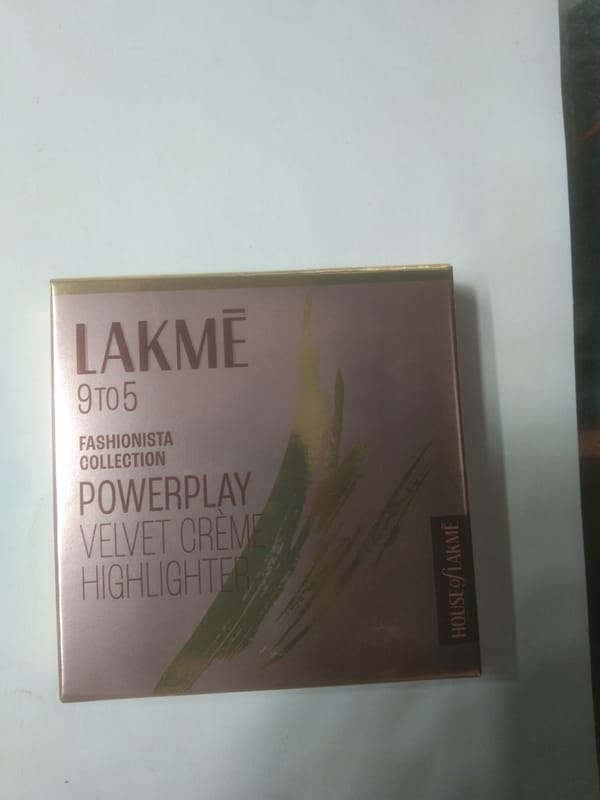 LAKMĒ
9TO5
FASHIONISTA
COLLECTION
POWERPLAY
VELVET CRÈME
HIGHLIGHTER
HOUSE of LAKMĒ